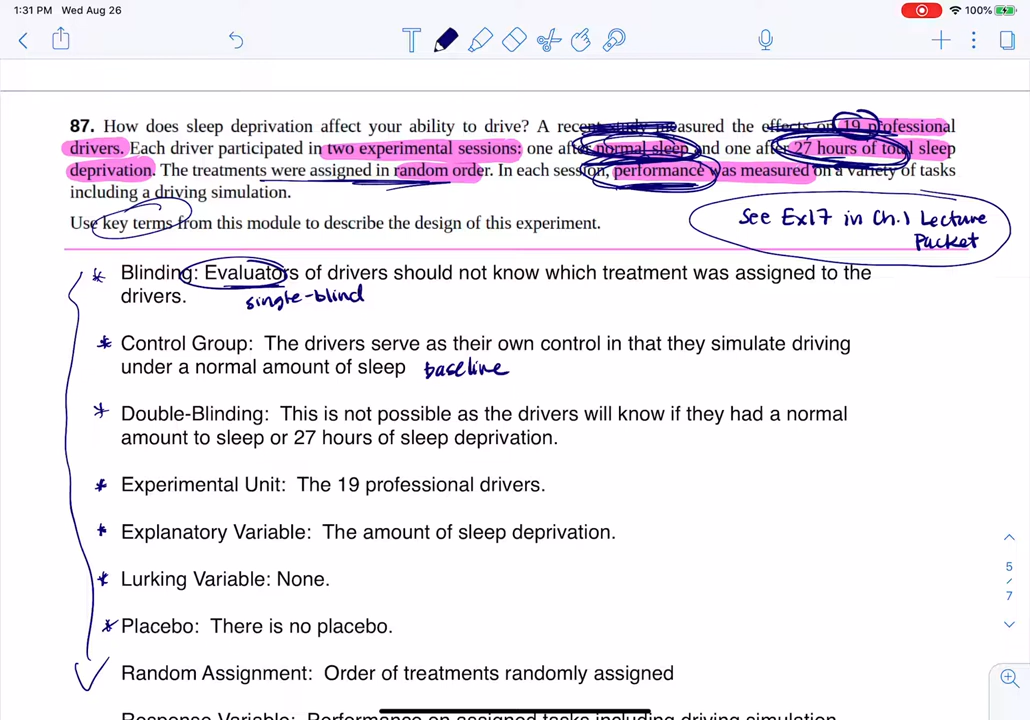 1:31 PM Wed Aug 26
100%
T
87. How does sleep deprivation affect your ability to drive? A recent study measured the effects on 19 professional
drivers. Each driver participated in two experimental sessions: one after normal sleep and one after 27 hours of total sleep
deprivation. The treatments were assigned in random order. In each session, performance was measured on a variety of tasks
including a driving simulation.
Use key terms from this module to describe the design of this experiment.
See Ex17 in Ch.1 Lecture
Packet
* Blinding: Evaluators of drivers should not know which treatment was assigned to the
drivers.
single-blind
* Control Group: The drivers serve as their own control in that they simulate driving
under a normal amount of sleep baseline
* Double-Blinding: This is not possible as the drivers will know if they had a normal
amount to sleep or 27 hours of sleep deprivation.
* Experimental Unit: The 19 professional drivers.
* Explanatory Variable: The amount of sleep deprivation.
* Lurking Variable: None.
* Placebo: There is no placebo.
Random Assignment: Order of treatments randomly assigned
Response Variable: Performance on assigned tasks including driving simulation
5
/
7